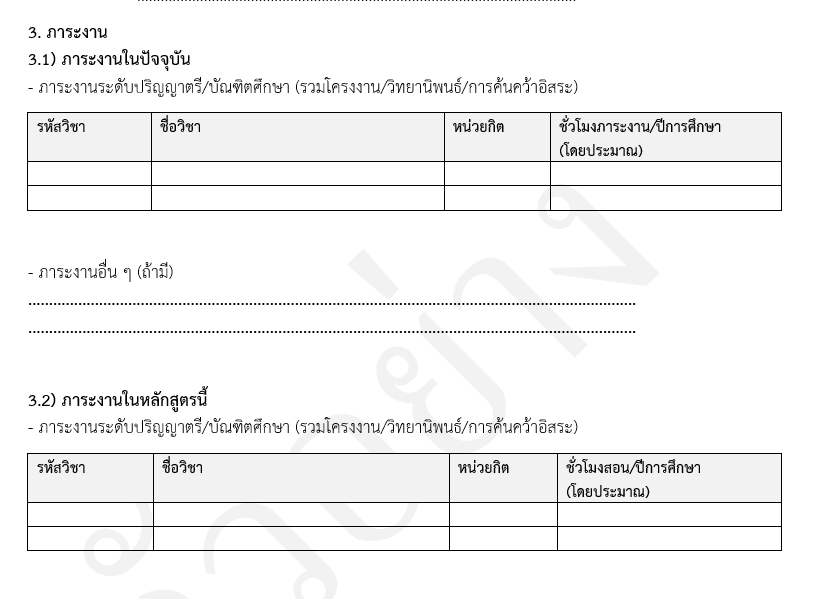 3. ภาระงาน
3.1) ภาระงานในปัจจุบัน
- ภาระงานระดับปริญญาตรี/บัณฑิตศึกษา (รวมโครงงาน/วิทยานิพนธ์/การค้นคว้าอิสระ)
รหัสวิชา ชื่อวิชา หน่วยกิต ชั่วโมงภาระงาน/ปีการศึกษา
(โดยประมาณ)
- ภาระงานอื่น ๆ (ถ้ามี)
3.2) ภาระงานในหลักสูตรนี้
- ภาระงานระดับปริญญาตรี/บัณฑิตศึกษา (รวมโครงงาน/วิทยานิพนธ์/การค้นคว้าอิสระ)
รหัสวิชา ชื่อวิชา หน่วยกิต ชั่วโมงสอน/ปีการศึกษา
(โดยประมาณ)
ตัวอย่าง